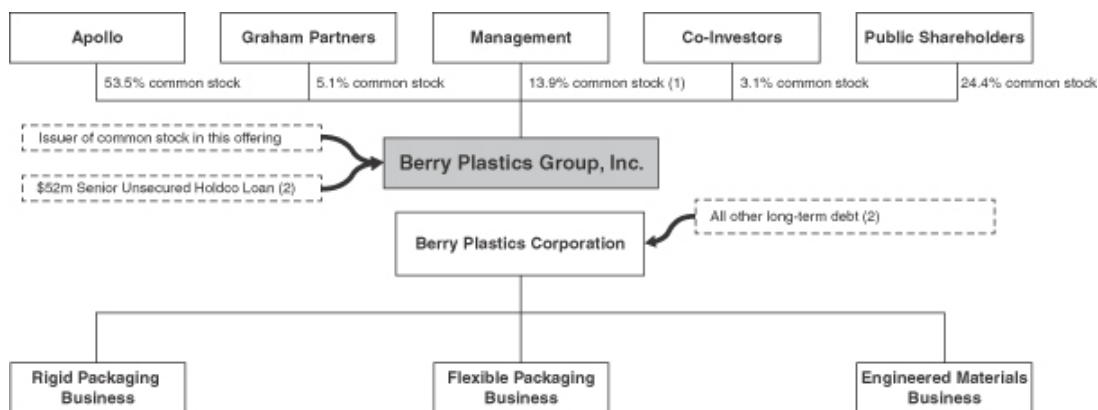 Apollo
Graham Partners
Management
Co-Investors
Public Shareholders
53.5% common stock
5.1% common stock
13.9% common stock (1)
3.1% common stock
24.4% common stock
Issuer of common stock in this offering
$52m Senior Unsecured Holdco Loan (2)
Berry Plastics Group, Inc.
All other long-term debt (2)
Berry Plastics Corporation
Rigid Packaging
Business
Flexible Packaging
Business
Engineered Materials
Business